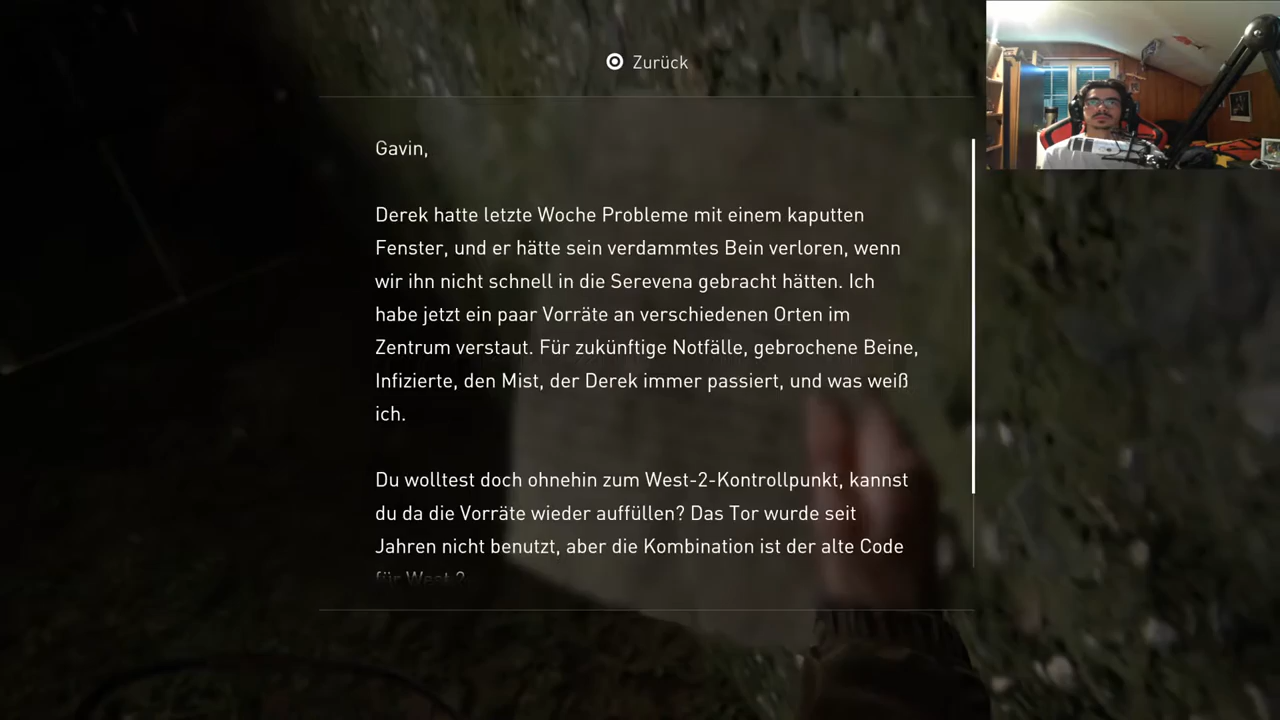 Zurück
Gavin,
Derek hatte letzte Woche Probleme mit einem kaputten
Fenster, und er hätte sein verdammtes Bein verloren, wenn
wir ihn nicht schnell in die Serevena gebracht hätten. Ich
habe jetzt ein paar Vorräte an verschiedenen Orten im
Zentrum verstaut. Für zukünftige Notfälle, gebrochene Beine,
Infizierte, den Mist, der Derek immer passiert, und was weiß
ich.
Du wolltest doch ohnehin zum West-2-Kontrollpunkt, kannst
du da die Vorräte wieder auffüllen? Das Tor wurde seit
Jahren nicht benutzt, aber die Kombination ist der alte Code
für West 2